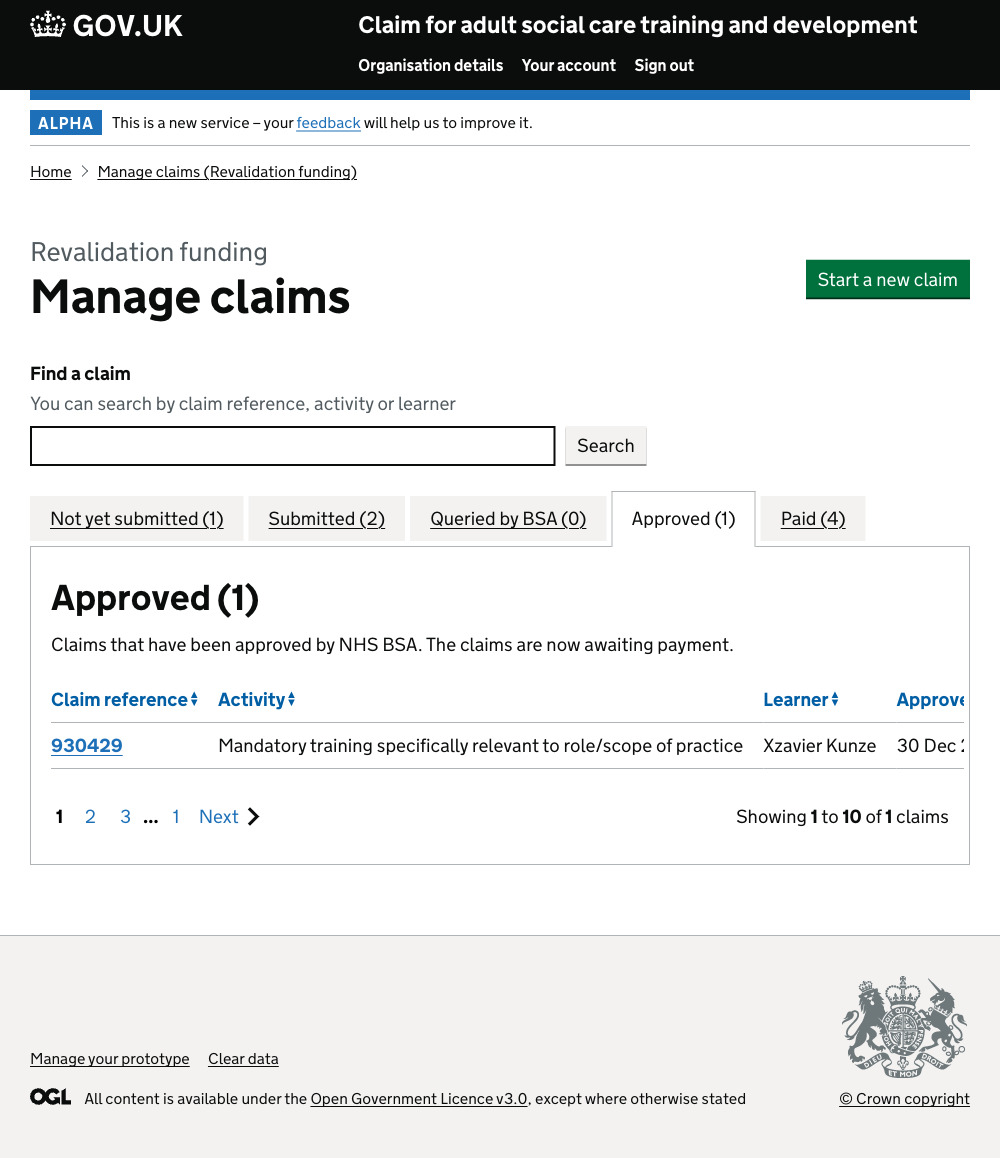 GOV.UK
Claim for adult social care training and development
Organisation details Your account Sign out
ALPHA This is a new service – your feedback will help us to improve it.
Home Manage claims (Revalidation funding)
Revalidation funding
Manage claims
Start a new claim
Find a claim
You can search by claim reference, activity or learner
Search
Not yet submitted (1) Submitted (2) Queried by BSA (0) Approved (1) Paid (4)
Approved (1)
Claims that have been approved by NHS BSA. The claims are now awaiting payment.
Claim reference Activity Learner Approve
930429 Mandatory training specifically relevant to role/scope of practice Xzavier Kunze 30 Dec
1 2 3 ... 1 Next Showing 1 to 10 of 1 claims
DIEU ET MON DROIT
Manage your prototype Clear data
OGL All content is available under the Open Government Licence v3.0, except where otherwise stated
© Crown copyright